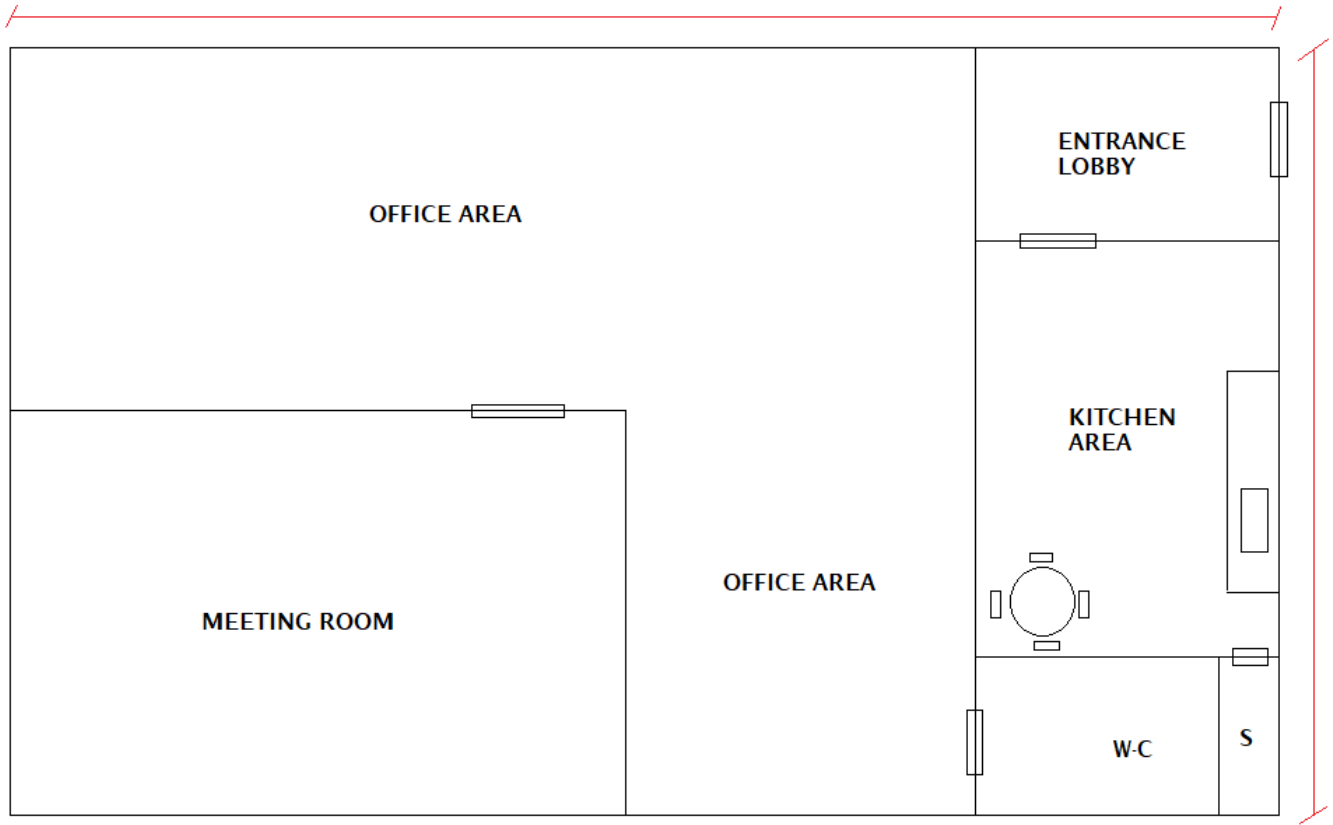 ENTRANCE
LOBBY
OFFICE AREA
KITCHEN
AREA
OFFICE AREA
MEETING ROOM
W-C
S